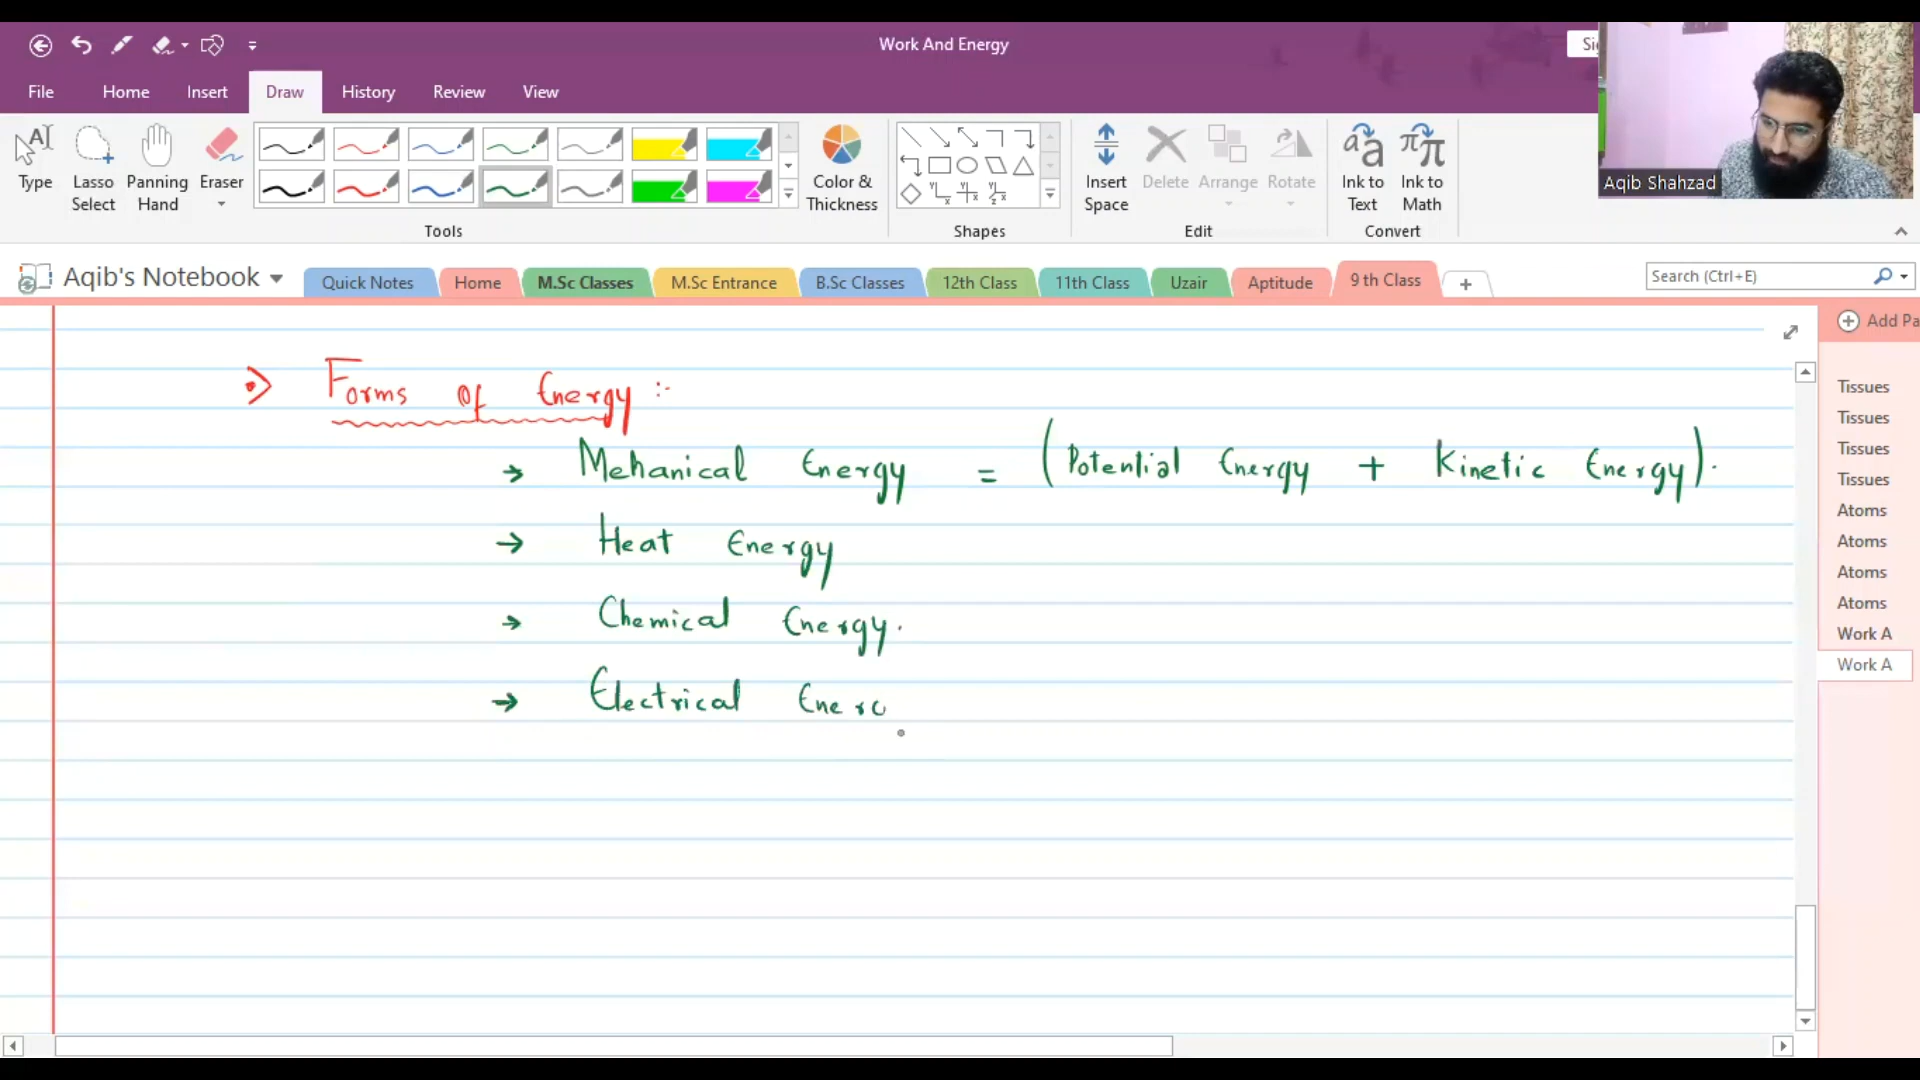 Work And Energy
Si
File Home Insert Draw History Review View
Type
Lasso Select
Panning Hand
Eraser
Color & Thickness
Insert Space
Delete
Arrange
Rotate
Ink to Text
Ink to Math
Aqib Shahzad
Tools
Shapes
Edit
Convert
Aqib's Notebook
Quick Notes Home M.Sc Classes M.Sc Entrance B.Sc Classes 12th Class 11th Class Uzair Aptitude 9 th Class
Search (Ctrl+E)
Add Pa
Forms of Energy :-
→ Mehanical Energy = (Potential Energy + Kinetic Energy).
→ Heat Energy
→ Chemical Energy.
→ Electrical Enerc
Tissues
Tissues
Tissues
Tissues
Atoms
Atoms
Atoms
Atoms
Work A
Work A